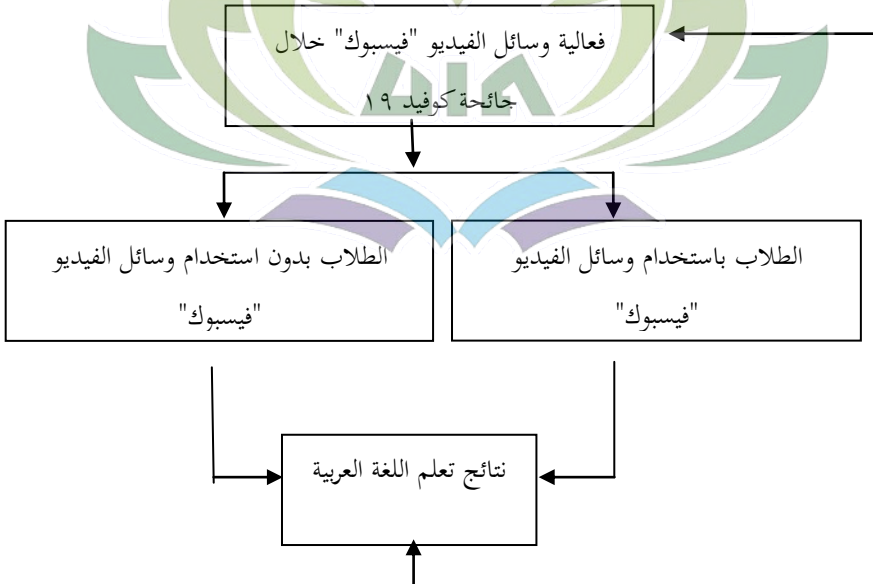 فعالية وسائل الفيديو "فيسبوك" خلال
جائحة كوفيد ١٩
الطلاب باستخدام وسائل الفيديو
"فيسبوك"
الطلاب بدون استخدام وسائل الفيديو
"فيسبوك"
نتائج تعلم اللغة العربية